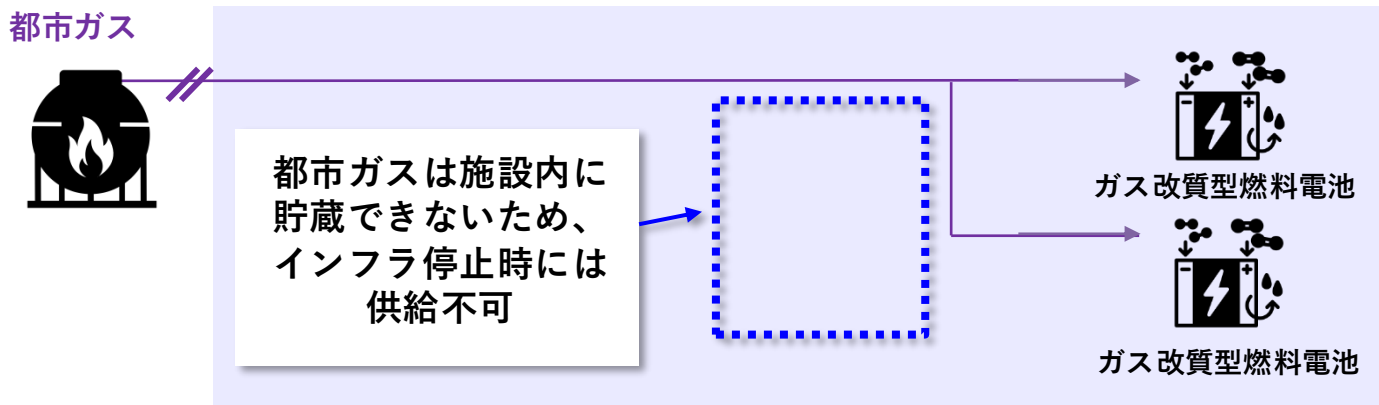 都市ガス
都市ガスは施設内に
貯蔵できないため、
インフラ停止時には
供給不可
ガス改質型燃料電池
ガス改質型燃料電池